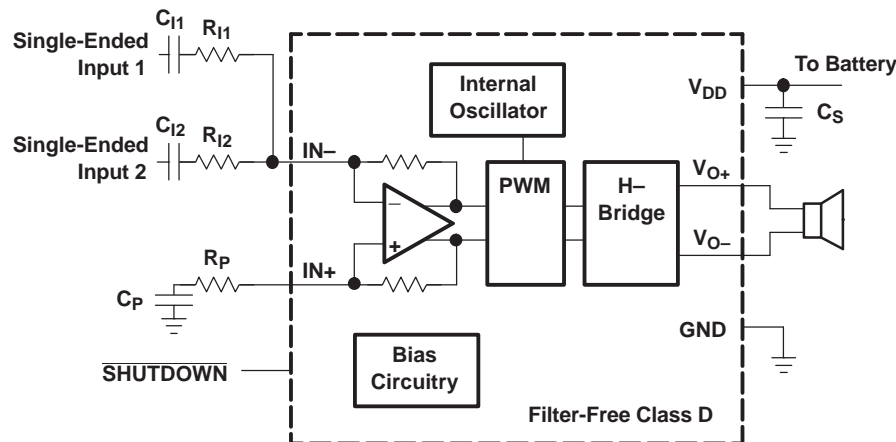 C_I1
R_I1
Single-Ended
Input 1
C_I2
R_I2
Single-Ended
Input 2
IN−
Internal
Oscillator
To Battery
V_DD
C_S
PWM
H–
Bridge
V_O+
V_O−
−
+
R_P
IN+
C_P
GND
SHUTDOWN
Bias
Circuitry
Filter-Free Class D